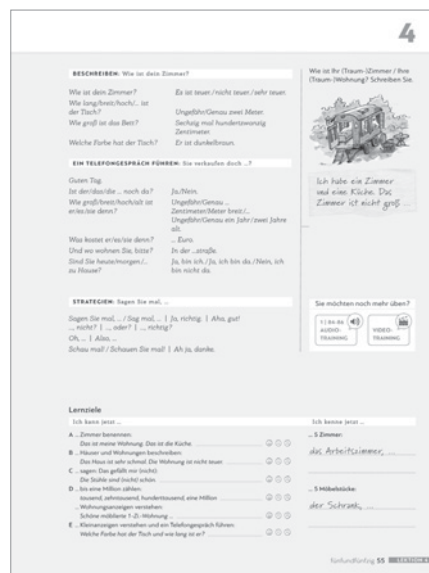 4
BESCHREIBEN: Wie ist dein Zimmer?
Wie ist dein Zimmer? Es ist teuer./nicht teuer./sehr teuer.
Wie lang/breit/hoch/... ist
der Tisch? Ungefähr/Genau zwei Meter.
Wie groß ist das Bett? Sechzig mal hundertzwanzig
Zentimeter.
Welche Farbe hat der Tisch? Er ist dunkelbraun.
EIN TELEFONGESPRÄCH FÜHREN: Sie verkaufen doch ...?
Guten Tag.
Ist der/das/die ... noch da? Ja./Nein.
Wie groß/breit/hoch/alt ist Ungefähr/Genau ...
er/es/sie denn? Zentimeter/Meter breit/...
Ungefähr/Genau ein Jahr/zwei Jahre
alt.
Was kostet er/es/sie denn? ... Euro.
Und wo wohnen Sie, bitte? In der ...straße.
Sind Sie heute/morgen/... Ja, bin ich./Ja, ich bin da./Nein, ich
zu Hause? bin nicht da.
STRATEGIEN: Sagen Sie mal, ...
Sagen Sie mal, ... / Sag mal, ... | Ja, richtig. | Aha, gut!
..., nicht? | ..., oder? | ..., richtig?
Oh, ... | Also, ...
Schau mal! / Schauen Sie mal! | Ah ja, danke.
Wie ist Ihr (Traum-)Zimmer / Ihre
(Traum-)Wohnung? Schreiben Sie.
Ich habe ein Zimmer
und eine Küche. Das
Zimmer ist nicht groß ...
Sie möchten noch mehr üben?
AUDIO-
TRAINING
VIDEO-
TRAINING
Lernziele
Ich kann jetzt ...
A ... Zimmer benennen:
Das ist meine Wohnung. Das ist die Küche.
B ... Häuser und Wohnungen beschreiben:
Das Haus ist sehr schmal. Die Wohnung ist nicht teuer.
C ... sagen: Das gefällt mir (nicht):
Die Stühle sind (nicht) schön.
D ... bis eine Million zählen:
tausend, zehntausend, hunderttausend, eine Million
... Wohnungsanzeigen verstehen:
Schöne möblierte 1-Zi.-Wohnung ...
E ... Kleinanzeigen verstehen und ein Telefongespräch führen:
Welche Farbe hat der Tisch und wie lang ist er?
Ich kenne jetzt ...
... 5 Zimmer:
das Arbeitszimmer, ...
... 5 Möbelstücke:
der Schrank, ...
fünfundfünfzig 55 LEKTION 4